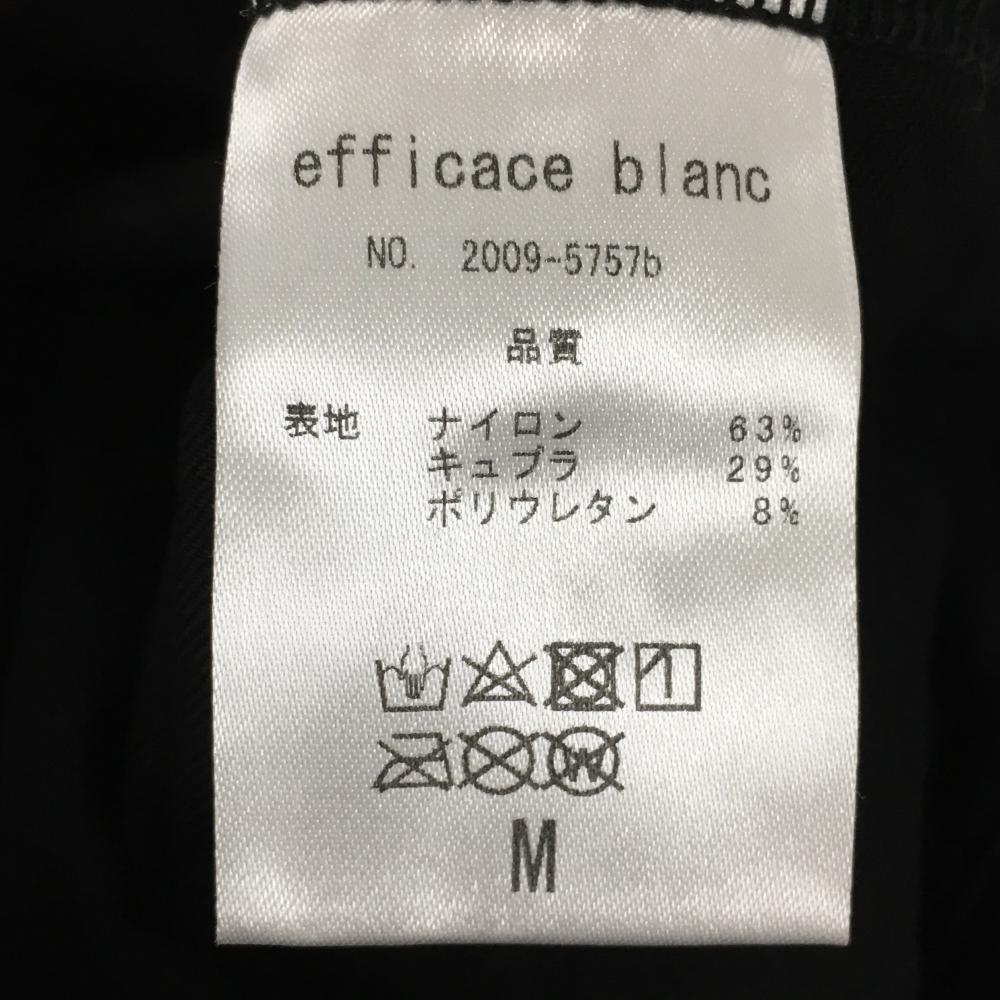 efficace blanc
NO. 2009-5757b
品質
表地 ナイロン 63%
キュプラ 29%
ポリウレタン 8%
W
M